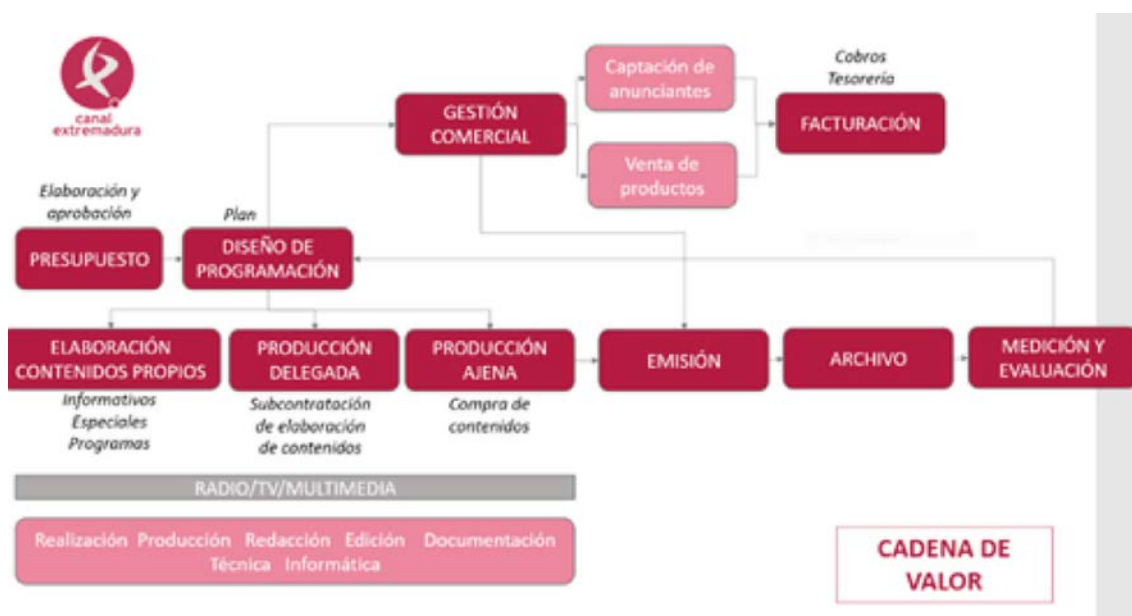 canal
extremadura
GESTIÓN
COMERCIAL
Captación de
anunciantes
Venta de
productos
Cobros
Tesorería
FACTURACIÓN
Elaboración y
aprobación
PRESUPUESTO
Plan
DISEÑO DE
PROGRAMACIÓN
ELABORACIÓN
CONTENIDOS PROPIOS
Informativos
Especiales
Programas
PRODUCCIÓN
DELEGADA
Subcontratación
de elaboración
de contenidos
PRODUCCIÓN
AJENA
Compra de
contenidos
EMISIÓN
ARCHIVO
MEDICIÓN Y
EVALUACIÓN
RADIO/TV/MULTIMEDIA
Realización Producción Redacción Edición Documentación
Técnica Informática
CADENA DE
VALOR